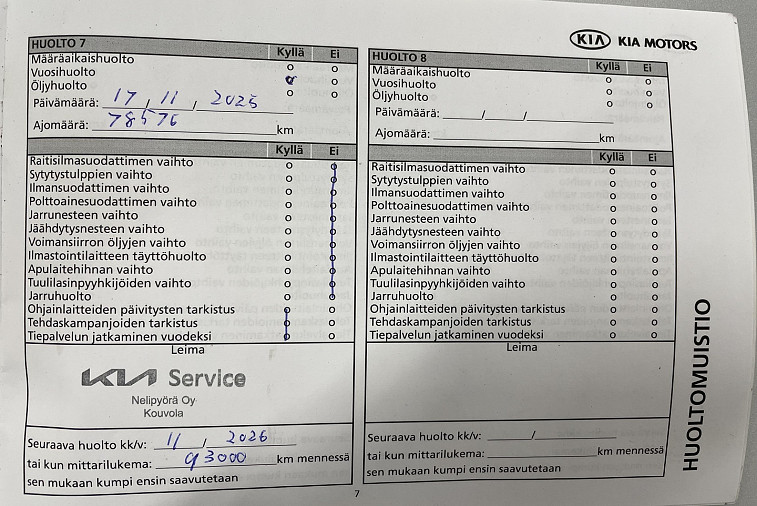 KIA KIA MOTORS
HUOLTO 7 Kyllä Ei
Määräaikaishuolto o o
Vuosihuolto o o
Öljyhuolto o o
Päivämäärä: 17 / 11 , 2025
Ajomäärä: 78576 km
Kyllä Ei
Raitisilmasuodattimen vaihto o o
Sytytystulppien vaihto o o
Ilmansuodattimen vaihto o o
Polttoainesuodattimen vaihto o o
Jarrunesteen vaihto o o
Jäähdytysnesteen vaihto o o
Voimansiirron öljyjen vaihto o o
Ilmastointilaitteen täyttöhuolto o o
Apulaitehihnan vaihto o o
Tuulilasinpyyhkijöiden vaihto o o
Jarruhuolto o o
Ohjainlaitteiden päivitysten tarkistus o o
Tehdaskampanjoiden tarkistus o o
Tiepalvelun jatkaminen vuodeksi o o
Leima
KIA Service
Nelipyörä Oy
Kouvola
Seuraava huolto kk/v: 11 / 2026
tai kun mittarilukema: 93000 km mennessä
sen mukaan kumpi ensin saavutetaan
HUOLTO 8 Kyllä Ei
Määräaikaishuolto o o
Vuosihuolto o o
Öljyhuolto o o
Päivämäärä: / /
Ajomäärä: km
Kyllä Ei
Raitisilmasuodattimen vaihto o o
Sytytystulppien vaihto o o
Ilmansuodattimen vaihto o o
Polttoainesuodattimen vaihto o o
Jarrunesteen vaihto o o
Jäähdytysnesteen vaihto o o
Voimansiirron öljyjen vaihto o o
Ilmastointilaitteen täyttöhuolto o o
Apulaitehihnan vaihto o o
Tuulilasinpyyhkijöiden vaihto o o
Jarruhuolto o o
Ohjainlaitteiden päivitysten tarkistus o o
Tehdaskampanjoiden tarkistus o o
Tiepalvelun jatkaminen vuodeksi o o
Leima
Seuraava huolto kk/v: /
tai kun mittarilukema: km mennessä
sen mukaan kumpi ensin saavutetaan
HUOLTOMUISTIO
7